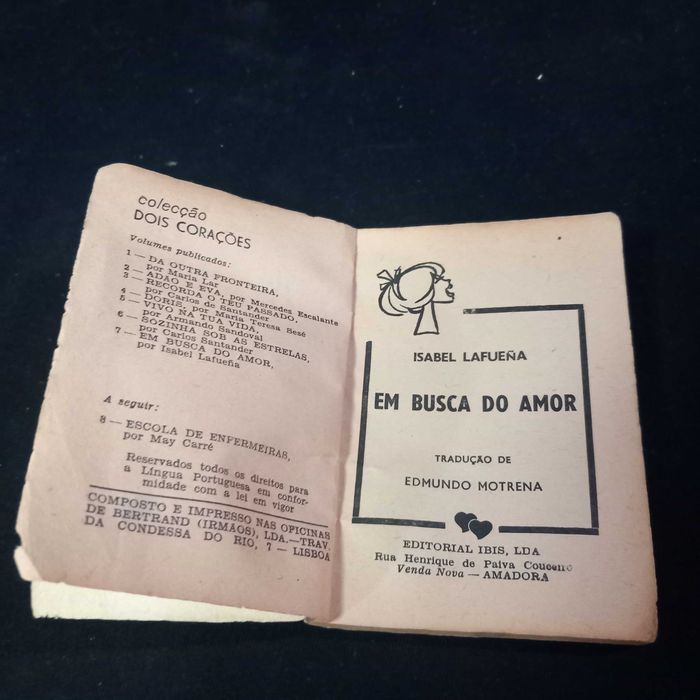 colecção
DOIS CORAÇÕES
Volumes publicados:
1 — DA OUTRA FRONTEIRA,
por Maria Lar
2 — ADÃO E EVA, por Mercedes Escalante
3 — RECORDA O TEU PASSADO,
por Carlos de Santander
4 — DORIS, por Maria Teresa Sesé
5 — VIVO NA TUA VIDA,
por Armando Sandoval
6 — SOZINHA SOB AS ESTRELAS,
por Carlos Santander
7 — EM BUSCA DO AMOR,
por Isabel Lafueña
A seguir:
8 — ESCOLA DE ENFERMEIRAS,
por May Carré
Reservados todos os direitos para
a Língua Portuguesa em confor-
midade com a lei em vigor
COMPOSTO E IMPRESSO NAS OFICINAS
DE BERTRAND (IRMÃOS), LDA.—TRAV.
DA CONDESSA DO RIO, 7 — LISBOA
ISABEL LAFUEÑA
EM BUSCA DO AMOR
TRADUÇÃO DE
EDMUNDO MOTRENA
EDITORIAL IBIS, LDA
Rua Henrique de Paiva Couceiro
Venda Nova — AMADORA